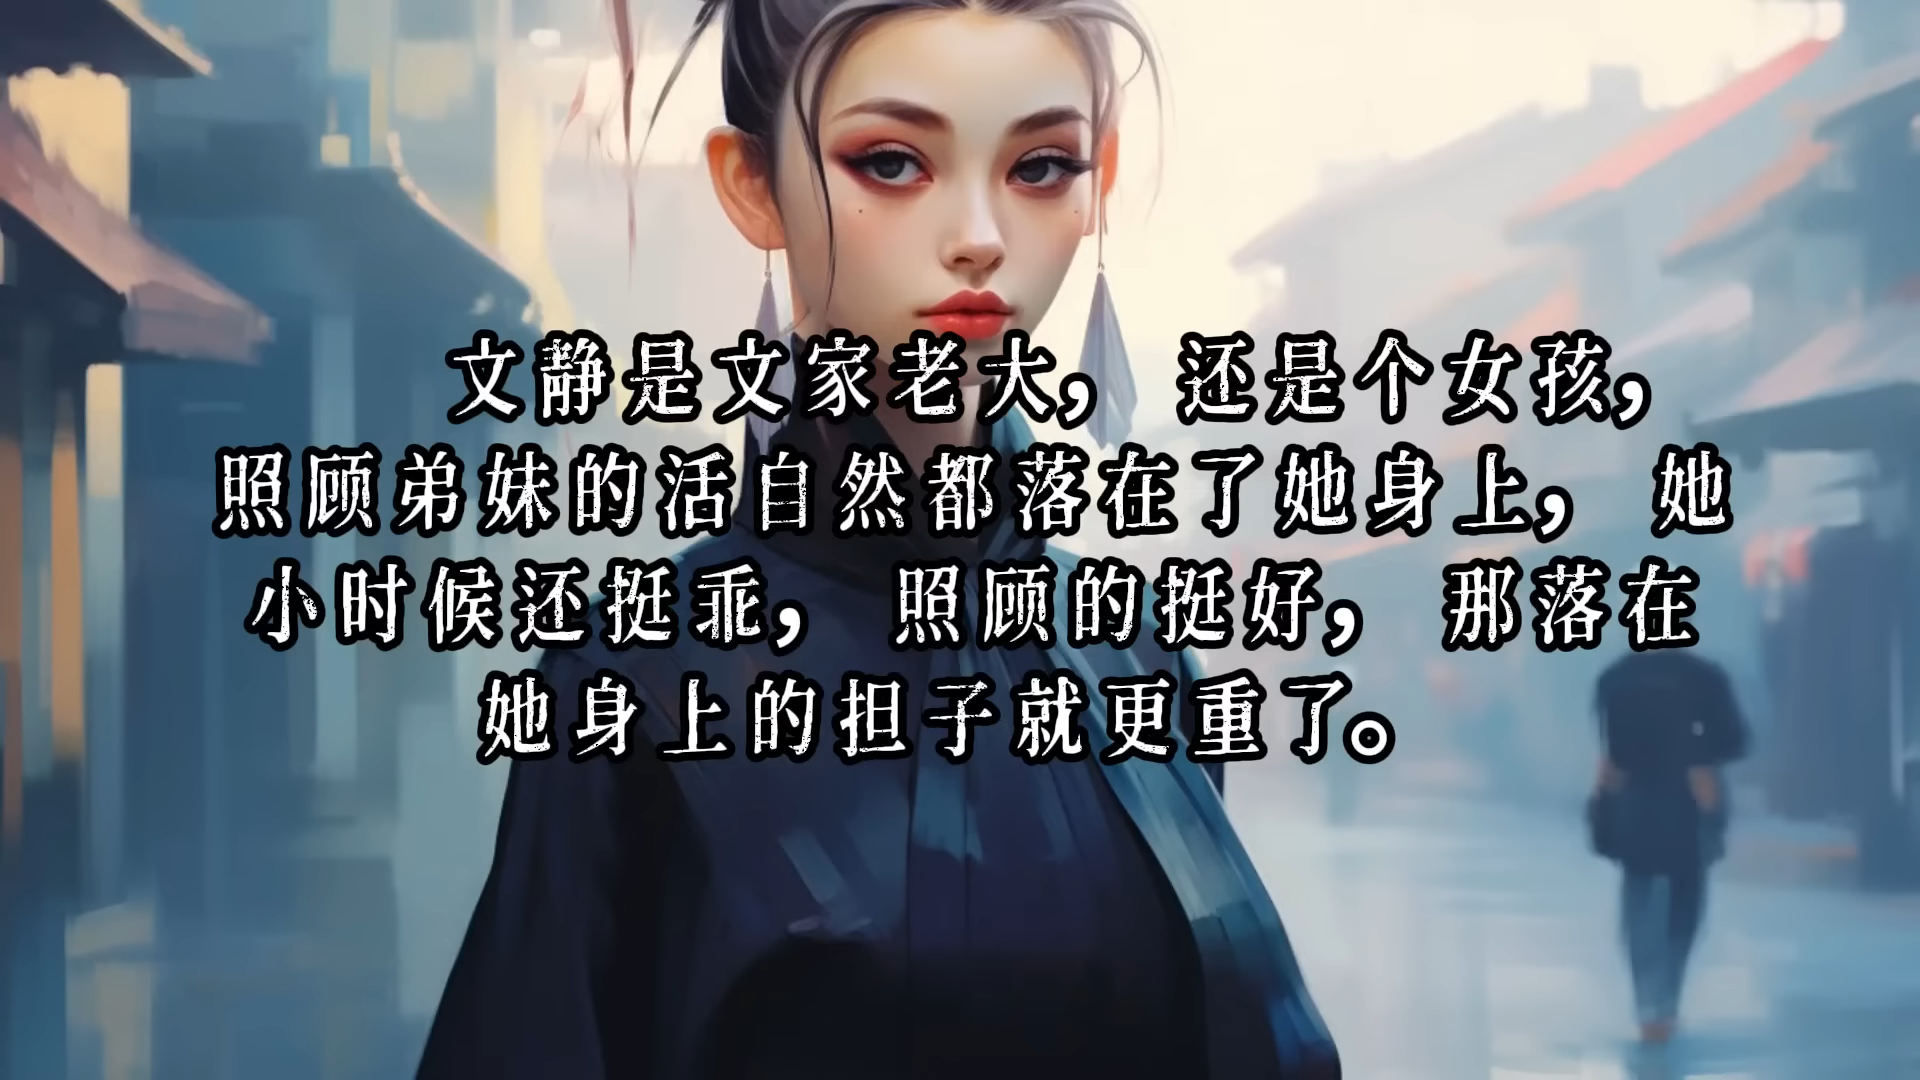 文静是文家老大，还是个女孩，
照顾弟妹的活自然都落在了她身上，她
小时候还挺乖，照顾的挺好，那落在
她身上的担子就更重了。